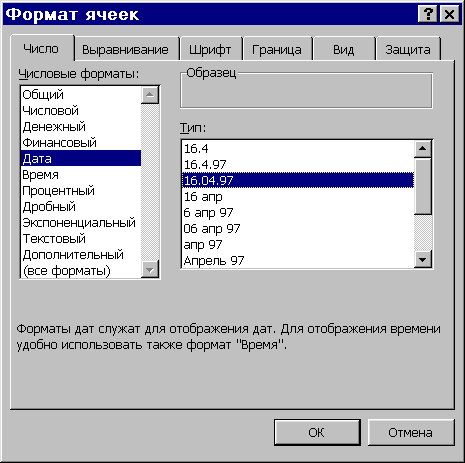 Формат ячеек
Число Выравнивание Шрифт Граница Вид Защита
Числовые форматы:
Общий
Числовой
Денежный
Финансовый
Дата
Время
Процентный
Дробный
Экспоненциальный
Текстовый
Дополнительный
(все форматы)
Образец
Тип:
16.4
16.4.97
16.04.97
16 апр
6 апр 97
06 апр 97
апр 97
Апрель 97
Форматы дат служат для отображения дат. Для отображения времени
удобно использовать также формат "Время".
ОК Отмена